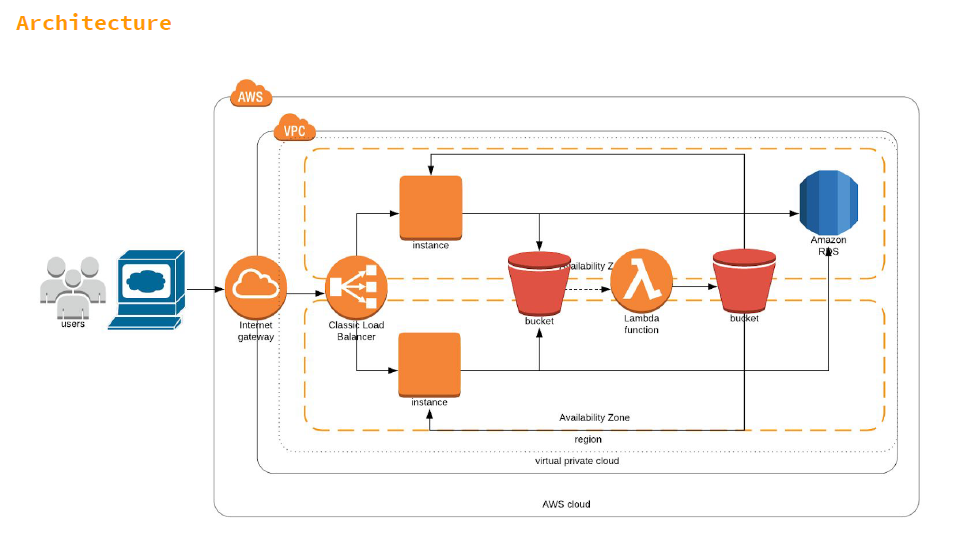 Architecture
AWS
VPC
instance
Amazon
RDS
Availability Z
users
Internet
gateway
Classic Load
Balancer
bucket
Lambda
function
bucket
instance
Availability Zone
region
virtual private cloud
AWS cloud